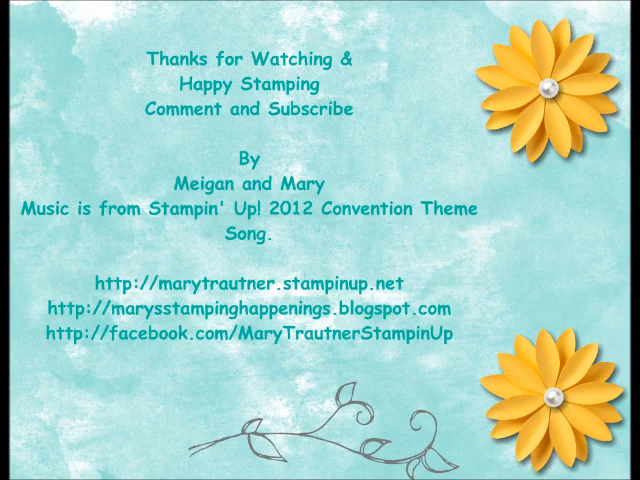 Thanks for Watching &
Happy Stamping
Comment and Subscribe
By
Meigan and Mary
Music is from Stampin' Up! 2012 Convention Theme
Song.
http://marytrautner.stampinup.net
http://marysstampinghappenings.blogspot.com
http://facebook.com/MaryTrautnerStampinUp